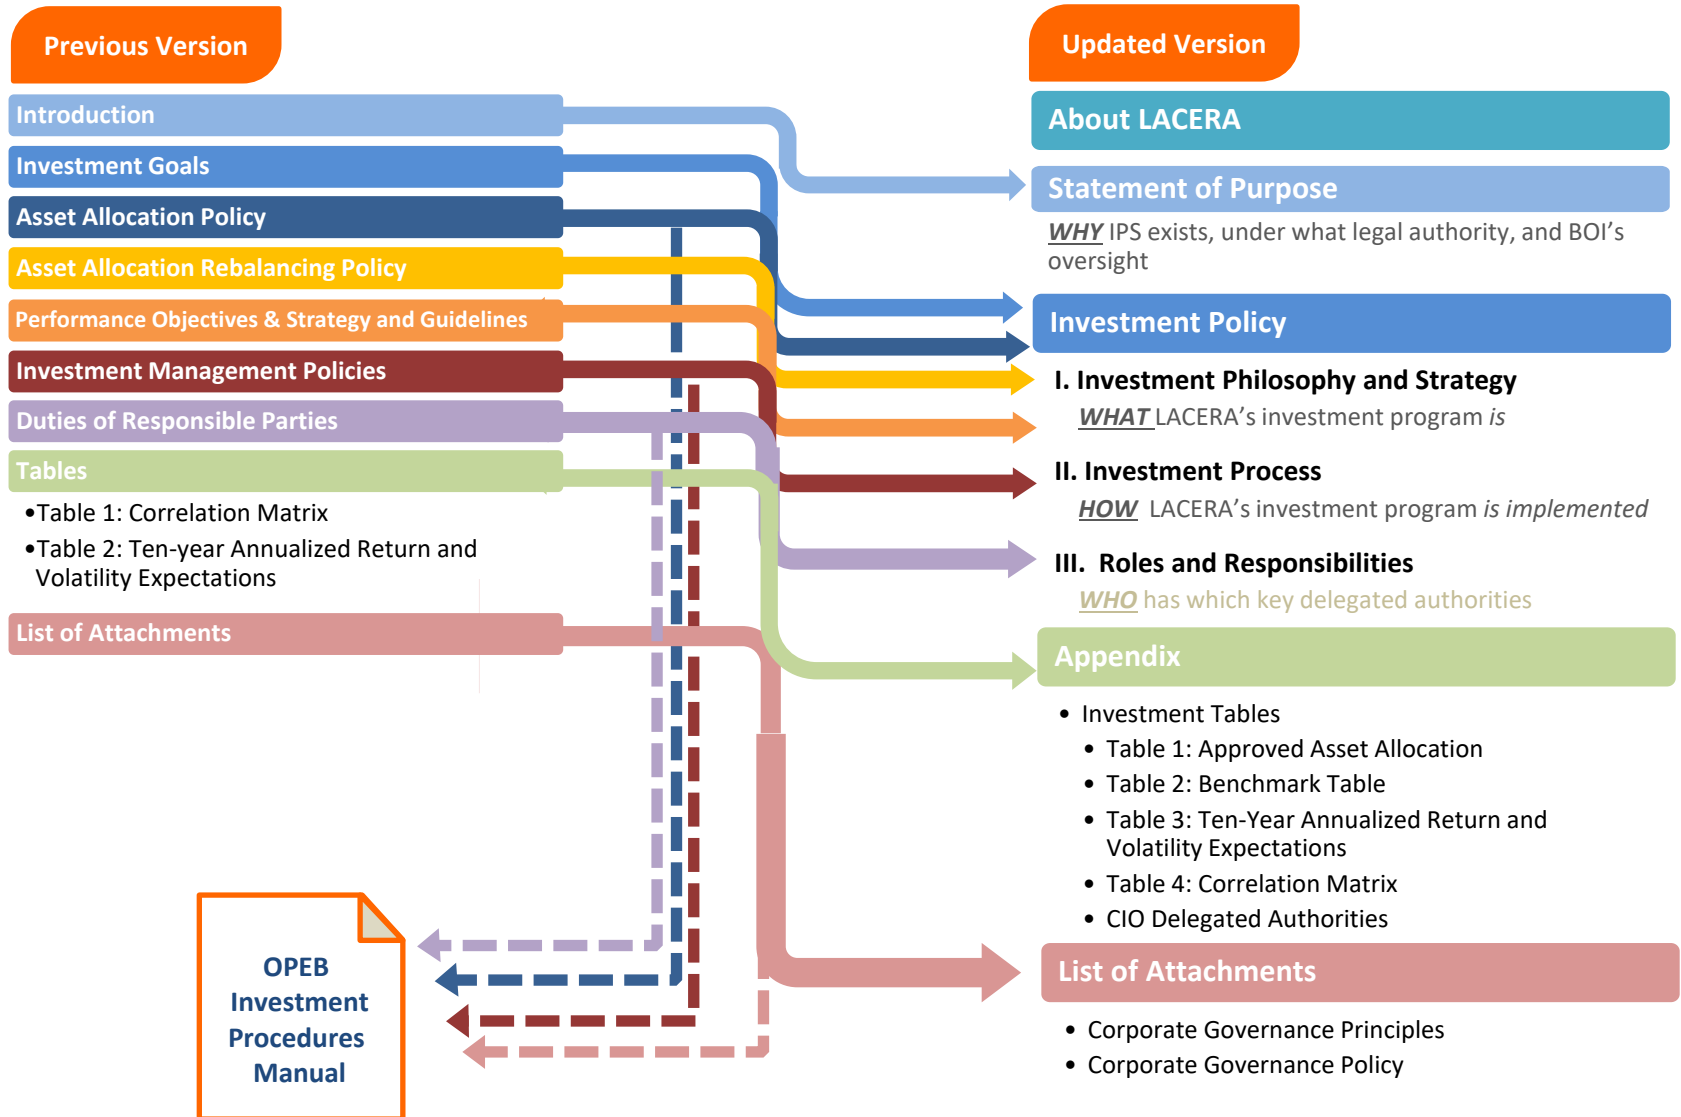 Previous Version
Introduction
Investment Goals
Asset Allocation Policy
Asset Allocation Rebalancing Policy
Performance Objectives & Strategy and Guidelines
Investment Management Policies
Duties of Responsible Parties
Tables
•Table 1: Correlation Matrix
•Table 2: Ten-year Annualized Return and
Volatility Expectations
List of Attachments
OPEB
Investment
Procedures
Manual
Updated Version
About LACERA
Statement of Purpose
WHY IPS exists, under what legal authority, and BOI's
oversight
Investment Policy
I. Investment Philosophy and Strategy
WHAT LACERA's investment program is
II. Investment Process
HOW LACERA's investment program is implemented
III. Roles and Responsibilities
WHO has which key delegated authorities
Appendix
• Investment Tables
• Table 1: Approved Asset Allocation
• Table 2: Benchmark Table
• Table 3: Ten-Year Annualized Return and
Volatility Expectations
• Table 4: Correlation Matrix
• CIO Delegated Authorities
List of Attachments
• Corporate Governance Principles
• Corporate Governance Policy